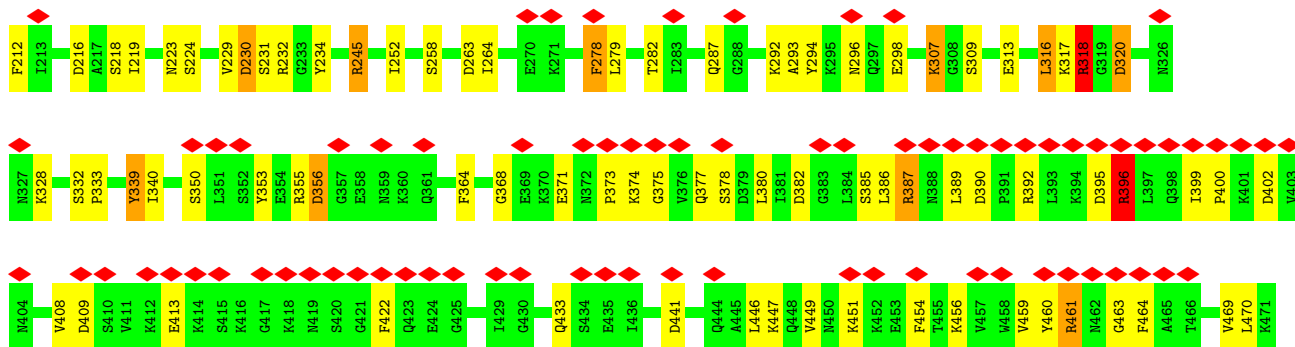 F212 I213 D216 A217 S218 I219 N223 S224 V229 D230 S231 R232 G233 Y234 R245 I252 S258 D263 I264 E270 K271 F278 L279 T282 I283 Q287 G288 K292 A293 Y294 K295 N296 Q297 E298 K307 G308 S309 E313 L316 K317 R318 G319 D320 N326
N327 K328 S332 P333 Y339 I340 S350 L351 S352 Y353 E354 R355 D356 G357 E358 N359 K360 Q361 F364 G368 E369 K370 E371 N372 P373 K374 G375 V376 Q377 S378 D379 L380 I381 D382 G383 L384 S385 L386 R387 N388 L389 D390 P391 R392 L393 K394 D395 R396 L397 Q398 I399 P400 K401 D402 V403
N404 V408 D409 S410 V411 K412 E413 K414 S415 K416 G417 K418 N419 S420 G421 F422 Q423 E424 G425 I429 G430 Q433 S434 E435 I436 D441 Q444 A445 L446 K447 Q448 V449 N450 K451 K452 E453 F454 T455 K456 V457 W458 V459 Y460 R461 N462 G463 F464 A465 T466 V469 L470 K471